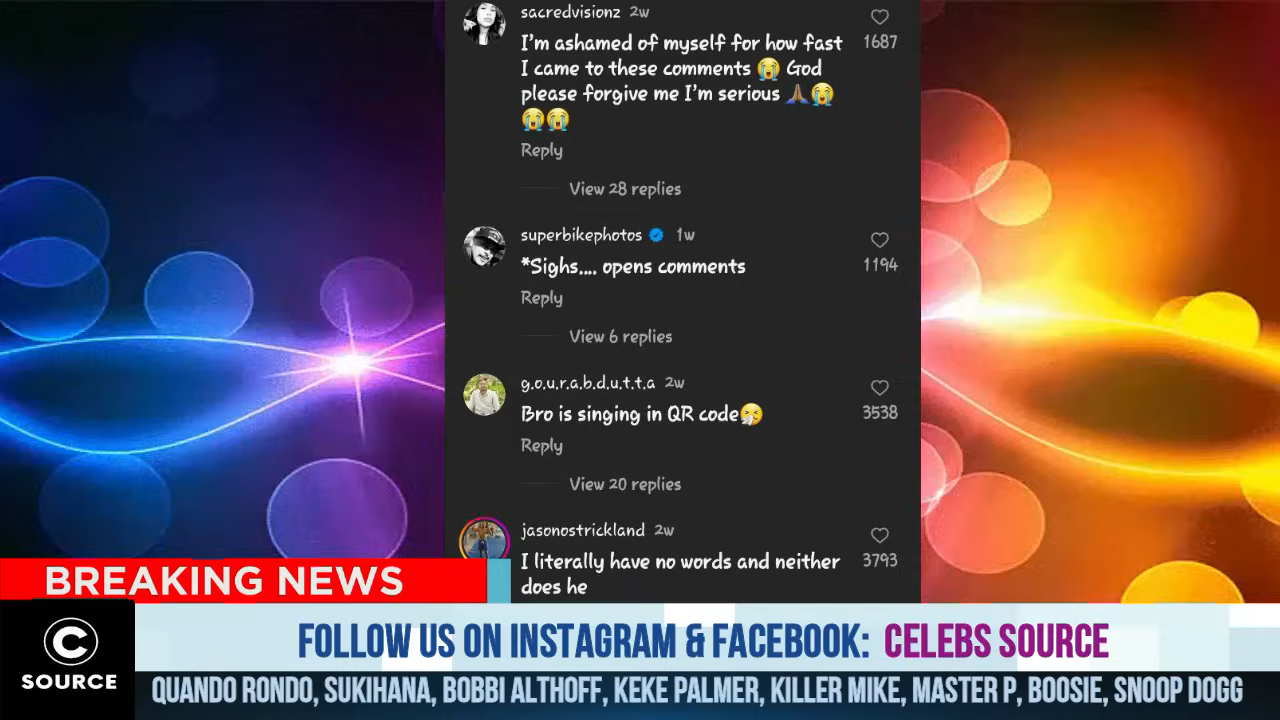 sacredvisionz 2w
I'm ashamed of myself for how fast
I came to these comments 😭 God
please forgive me I'm serious 🙏🏾😭
😭😭
1687
Reply
View 28 replies
superbikephotos 1w
*Sighs.... opens comments
1194
Reply
View 6 replies
g.o.u.r.a.b.d.u.t.t.a 2w
Bro is singing in QR code🤧
3538
Reply
View 20 replies
jasonostrickland 2w
I literally have no words and neither
does he
3793
BREAKING NEWS
C
SOURCE
FOLLOW US ON INSTAGRAM & FACEBOOK: CELEBS SOURCE
QUANDO RONDO, SUKIHANA, BOBBI ALTHOFF, KEKE PALMER, KILLER MIKE, MASTER P, BOOSIE, SNOOP DOGG